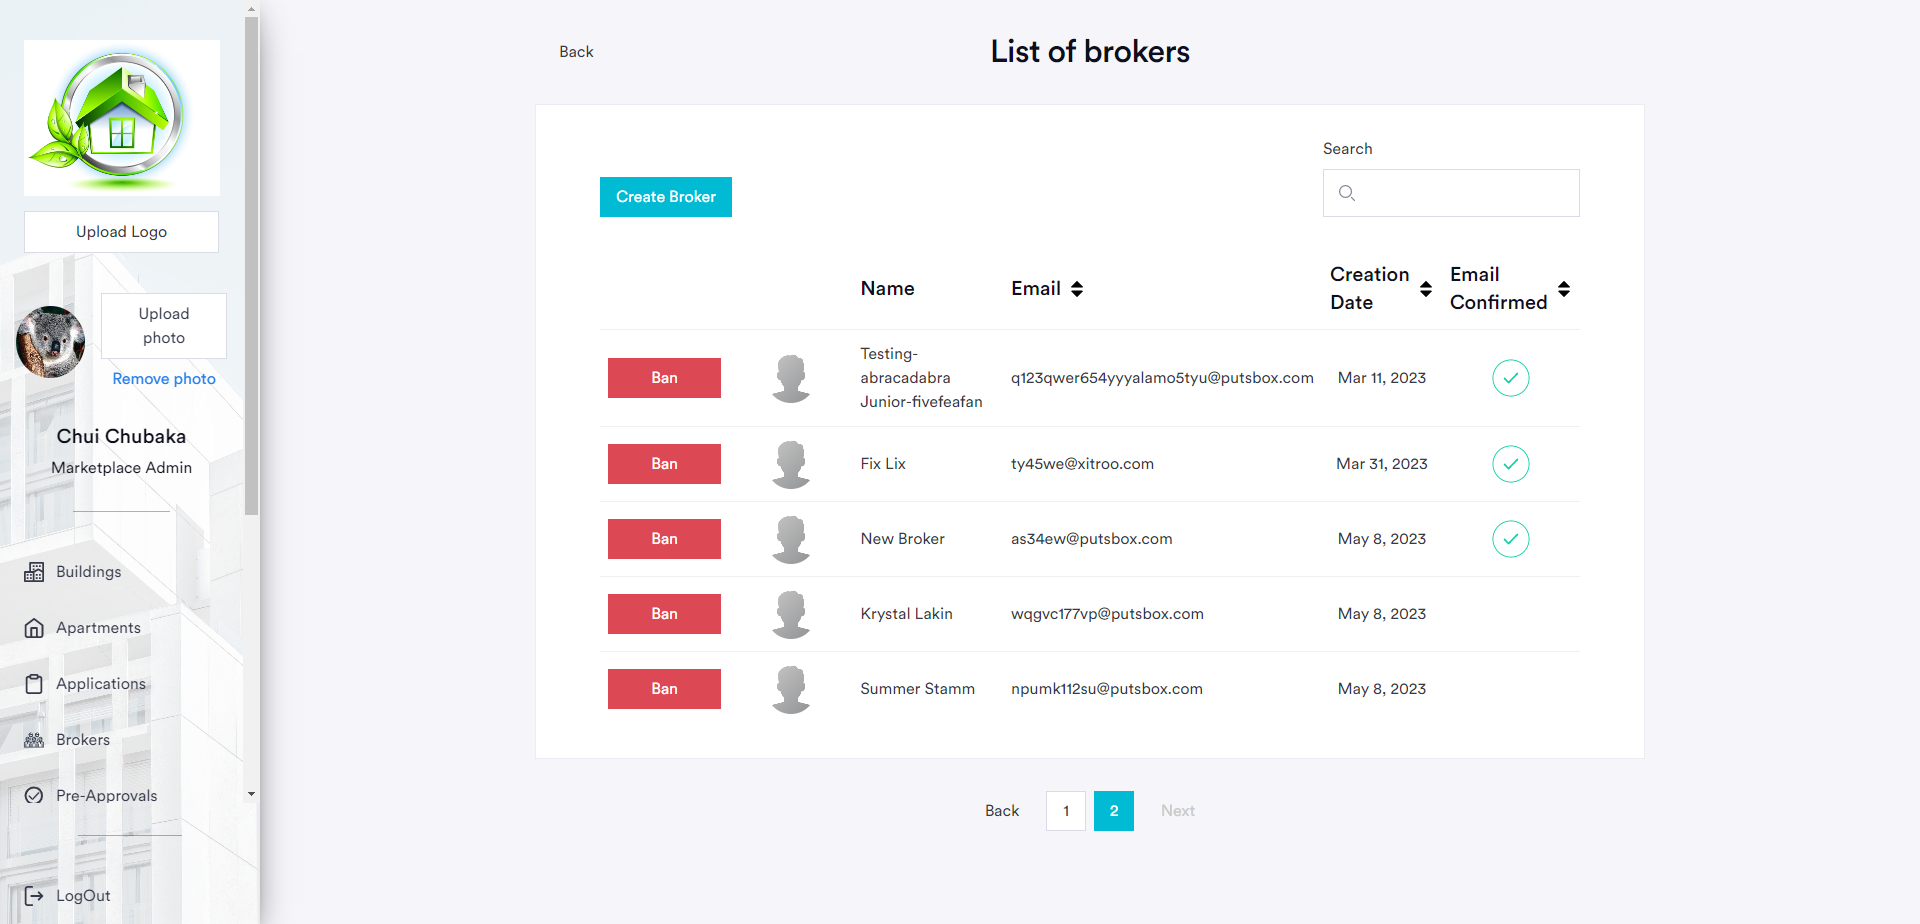 Upload Logo
Upload
photo
Remove photo
Chui Chubaka
Marketplace Admin
Buildings
Apartments
Applications
Brokers
Pre-Approvals
LogOut
Back
List of brokers
Search
Create Broker
Name
Email
Creation
Date
Email
Confirmed
Ban
Testing-
abracadabra
Junior-fivefeafan
q123qwer654yyyalamo5tyu@putsbox.com
Mar 11, 2023
Ban
Fix Lix
ty45we@xitroo.com
Mar 31, 2023
Ban
New Broker
as34ew@putsbox.com
May 8, 2023
Ban
Krystal Lakin
wqgvc177vp@putsbox.com
May 8, 2023
Ban
Summer Stamm
npumk112su@putsbox.com
May 8, 2023
Back
1
2
Next